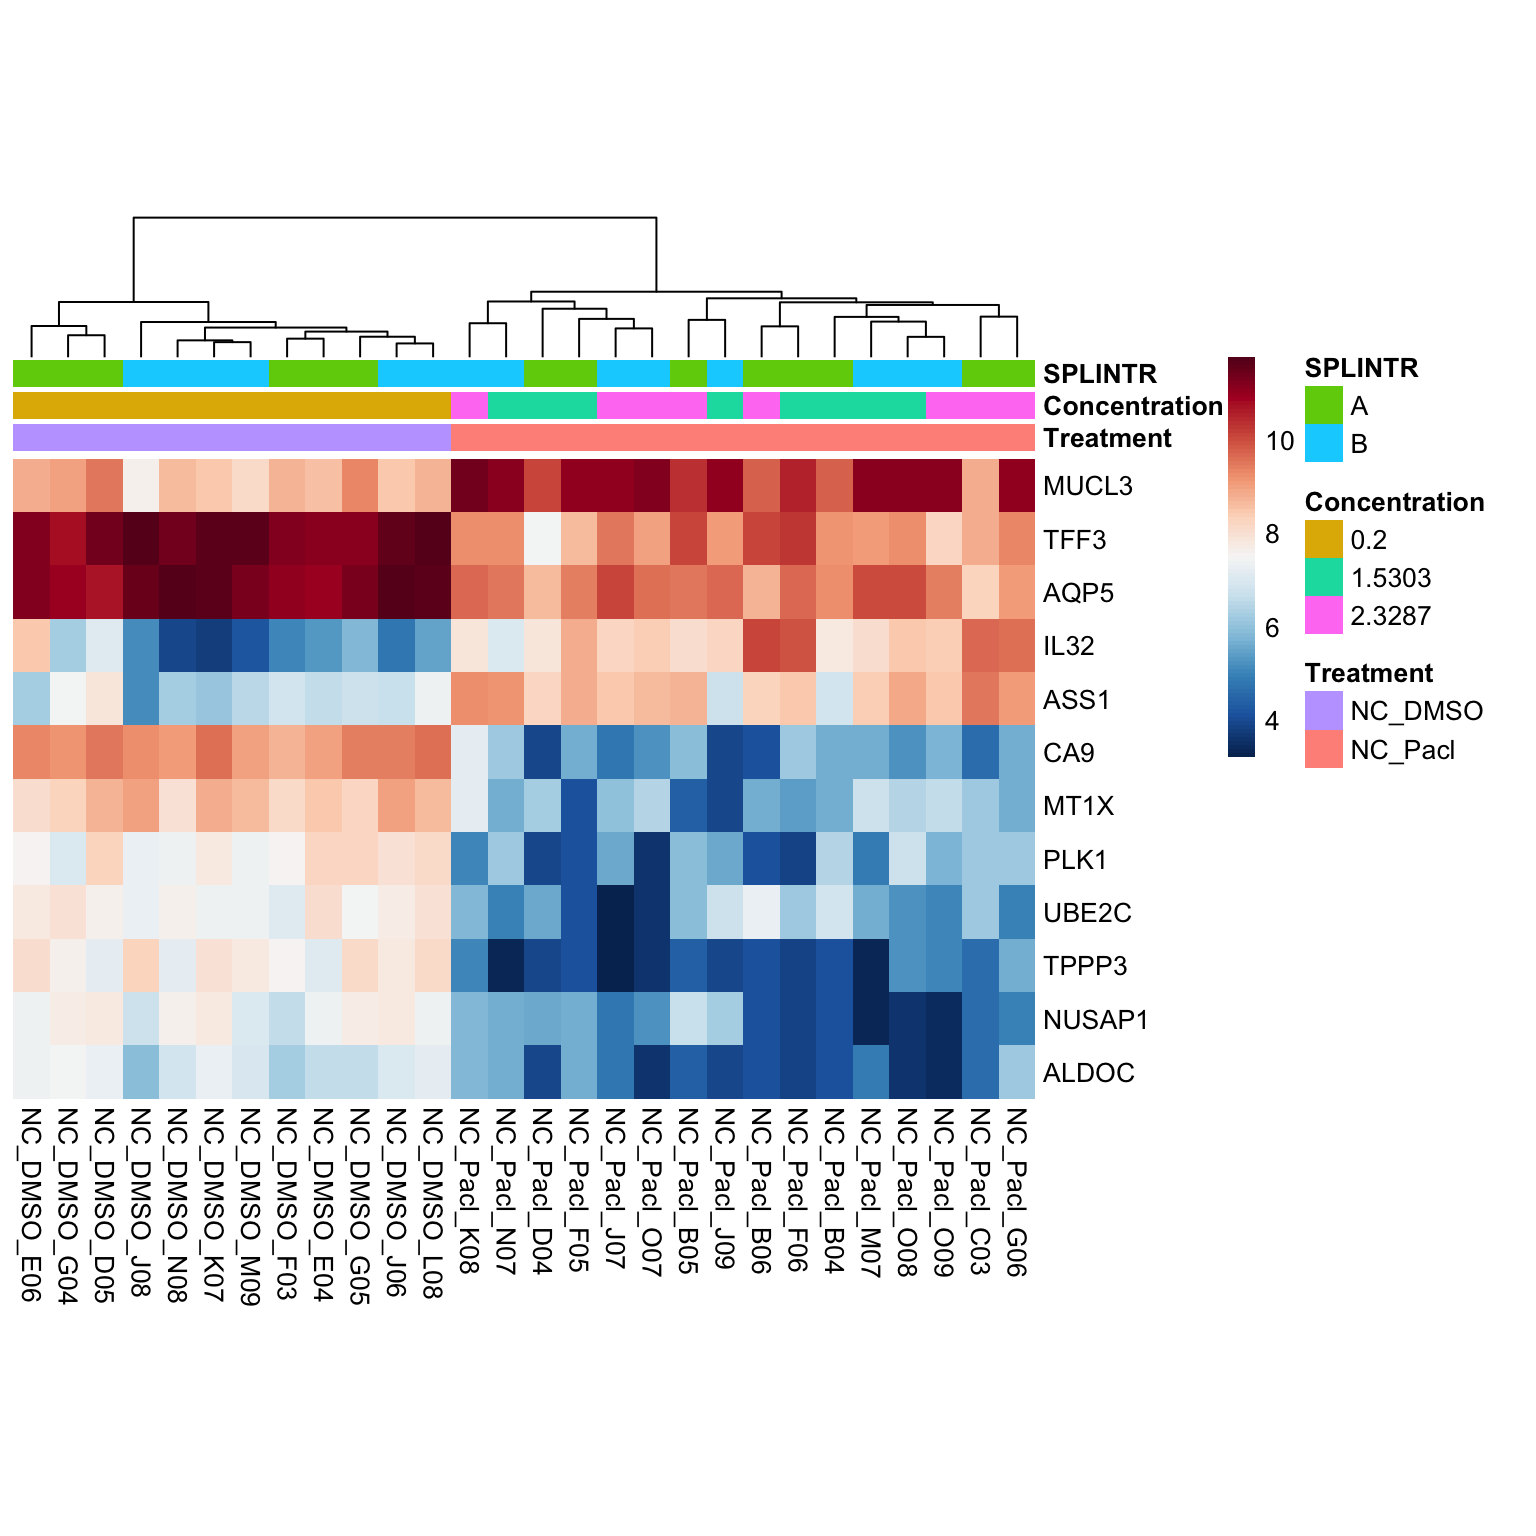 SPLINTR
Concentration
Treatment
MUCL3
TFF3
AQP5
IL32
ASS1
CA9
MT1X
PLK1
UBE2C
TPPP3
NUSAP1
ALDOC
NC_DMSO_E06
NC_DMSO_G04
NC_DMSO_D05
NC_DMSO_J08
NC_DMSO_N08
NC_DMSO_K07
NC_DMSO_M09
NC_DMSO_F03
NC_DMSO_E04
NC_DMSO_G05
NC_DMSO_J06
NC_DMSO_L08
NC_Pacl_K08
NC_Pacl_N07
NC_Pacl_D04
NC_Pacl_F05
NC_Pacl_J07
NC_Pacl_O07
NC_Pacl_B05
NC_Pacl_J09
NC_Pacl_B06
NC_Pacl_F06
NC_Pacl_B04
NC_Pacl_M07
NC_Pacl_O08
NC_Pacl_O09
NC_Pacl_C03
NC_Pacl_G06
10
8
6
4
SPLINTR
A
B
Concentration
0.2
1.5303
2.3287
Treatment
NC_DMSO
NC_Pacl